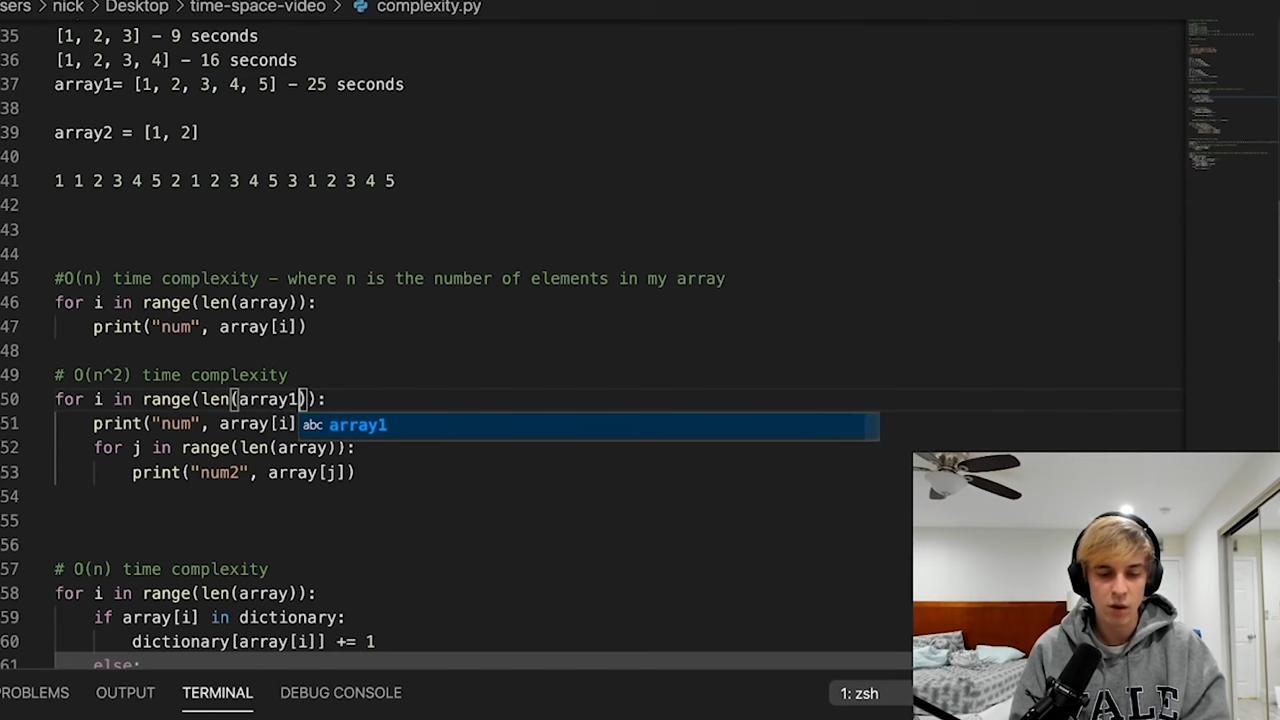 sers > nick > Desktop > time-space-video > complexity.py
35 [1, 2, 3] – 9 seconds
36 [1, 2, 3, 4] – 16 seconds
37 array1= [1, 2, 3, 4, 5] – 25 seconds
38
39 array2 = [1, 2]
40
41 1 1 2 3 4 5 2 1 2 3 4 5 3 1 2 3 4 5
42
43
44
45 #O(n) time complexity – where n is the number of elements in my array
46 for i in range(len(array)):
47 print("num", array[i])
48
49 # O(n^2) time complexity
50 for i in range(len(array1)):
51 print("num", array[i]
abc array1
52 for j in range(len(array)):
53 print("num2", array[j])
54
55
56
57 # O(n) time complexity
58 for i in range(len(array)):
59 if array[i] in dictionary:
60 dictionary[array[i]] += 1
61 else:
PROBLEMS OUTPUT TERMINAL DEBUG CONSOLE 1: zsh
YALE